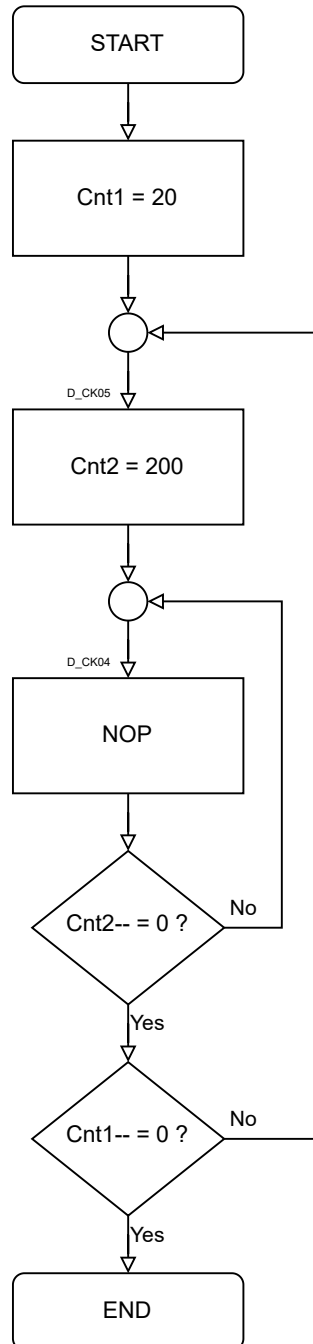 START
Cnt1 = 20
D_CK05
Cnt2 = 200
D_CK04
NOP
Cnt2-- = 0 ?
No
Yes
Cnt1-- = 0 ?
No
Yes
END